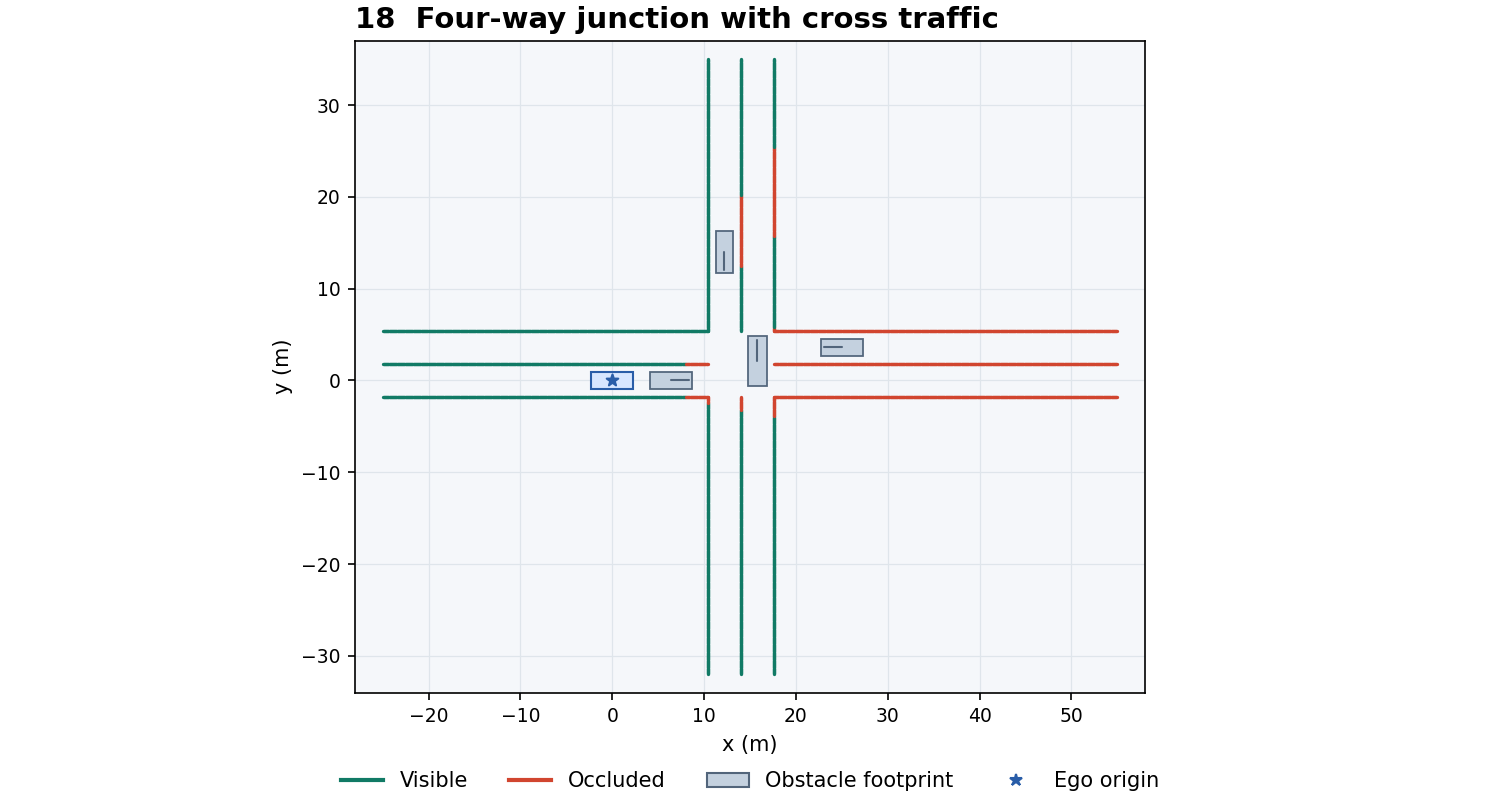 18 Four-way junction with cross traffic
30
20
10
0
−10
−20
−30
y (m)
−20 −10 0 10 20 30 40 50
x (m)
Visible Occluded Obstacle footprint Ego origin